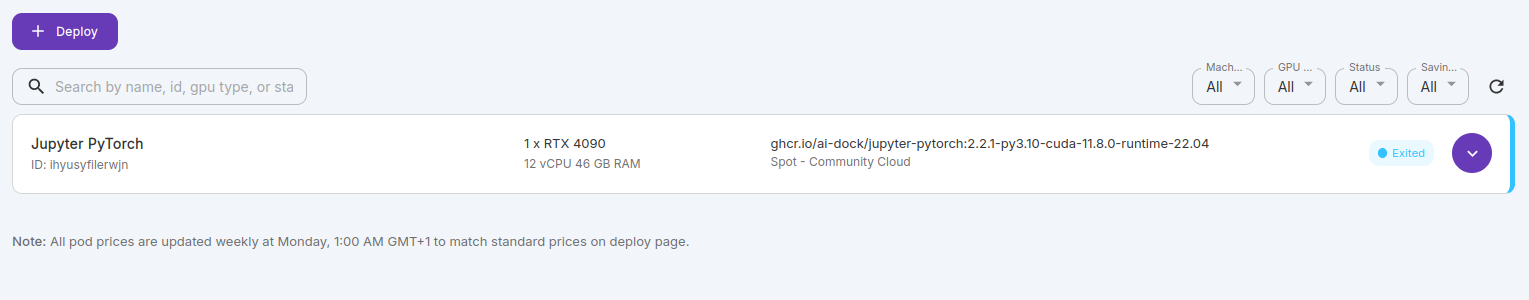 Deploy
Search by name, id, gpu type, or sta
Mach... GPU ... Status Savin...
All All All All
Jupyter PyTorch 1 x RTX 4090 ghcr.io/ai-dock/jupyter-pytorch:2.2.1-py3.10-cuda-11.8.0-runtime-22.04 Exited
ID: ihyusyfilerwjn 12 vCPU 46 GB RAM Spot - Community Cloud
Note: All pod prices are updated weekly at Monday, 1:00 AM GMT+1 to match standard prices on deploy page.